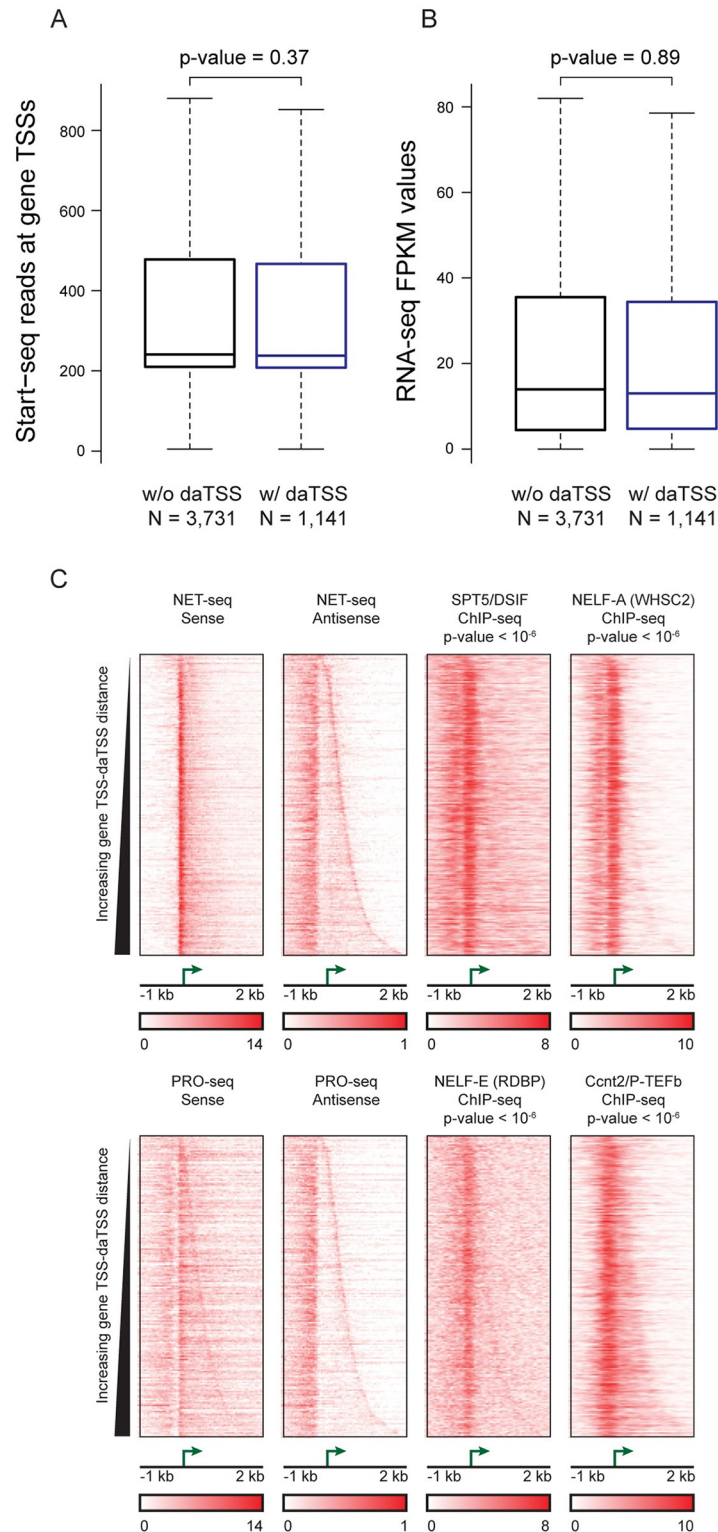 A
p-value = 0.37
Start−seq reads at gene TSSs
800
600
400
200
0
w/o daTSS
N = 3,731
w/ daTSS
N = 1,141
B
p-value = 0.89
RNA-seq FPKM values
80
60
40
20
0
w/o daTSS
N = 3,731
w/ daTSS
N = 1,141
C
Increasing gene TSS-daTSS distance
NET-seq
Sense
-1 kb 2 kb
0 14
NET-seq
Antisense
-1 kb 2 kb
0 1
SPT5/DSIF
ChIP-seq
p-value < 10⁻⁶
-1 kb 2 kb
0 8
NELF-A (WHSC2)
ChIP-seq
p-value < 10⁻⁶
-1 kb 2 kb
0 10
Increasing gene TSS-daTSS distance
PRO-seq
Sense
-1 kb 2 kb
0 14
PRO-seq
Antisense
-1 kb 2 kb
0 1
NELF-E (RDBP)
ChIP-seq
p-value < 10⁻⁶
-1 kb 2 kb
0 8
Ccnt2/P-TEFb
ChIP-seq
p-value < 10⁻⁶
-1 kb 2 kb
0 10